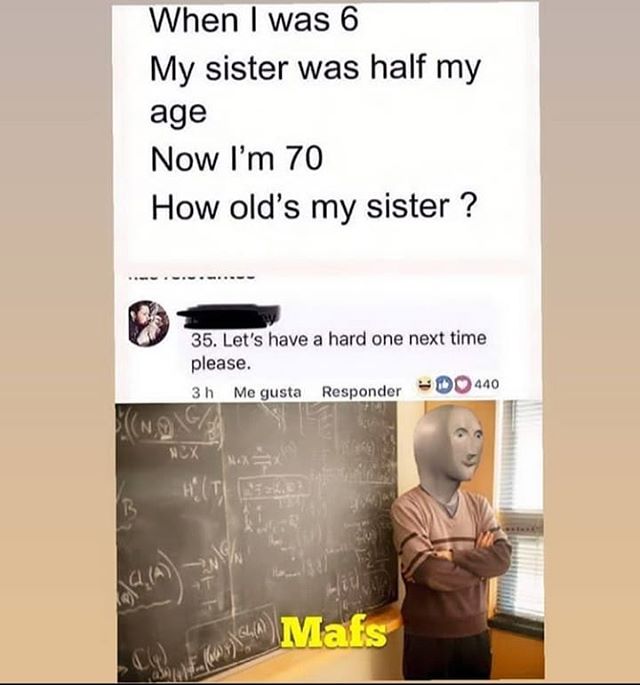 When I was 6
My sister was half my
age
Now I'm 70
How old's my sister ?
35. Let's have a hard one next time
please.
3 h Me gusta Responder 440
Mafs